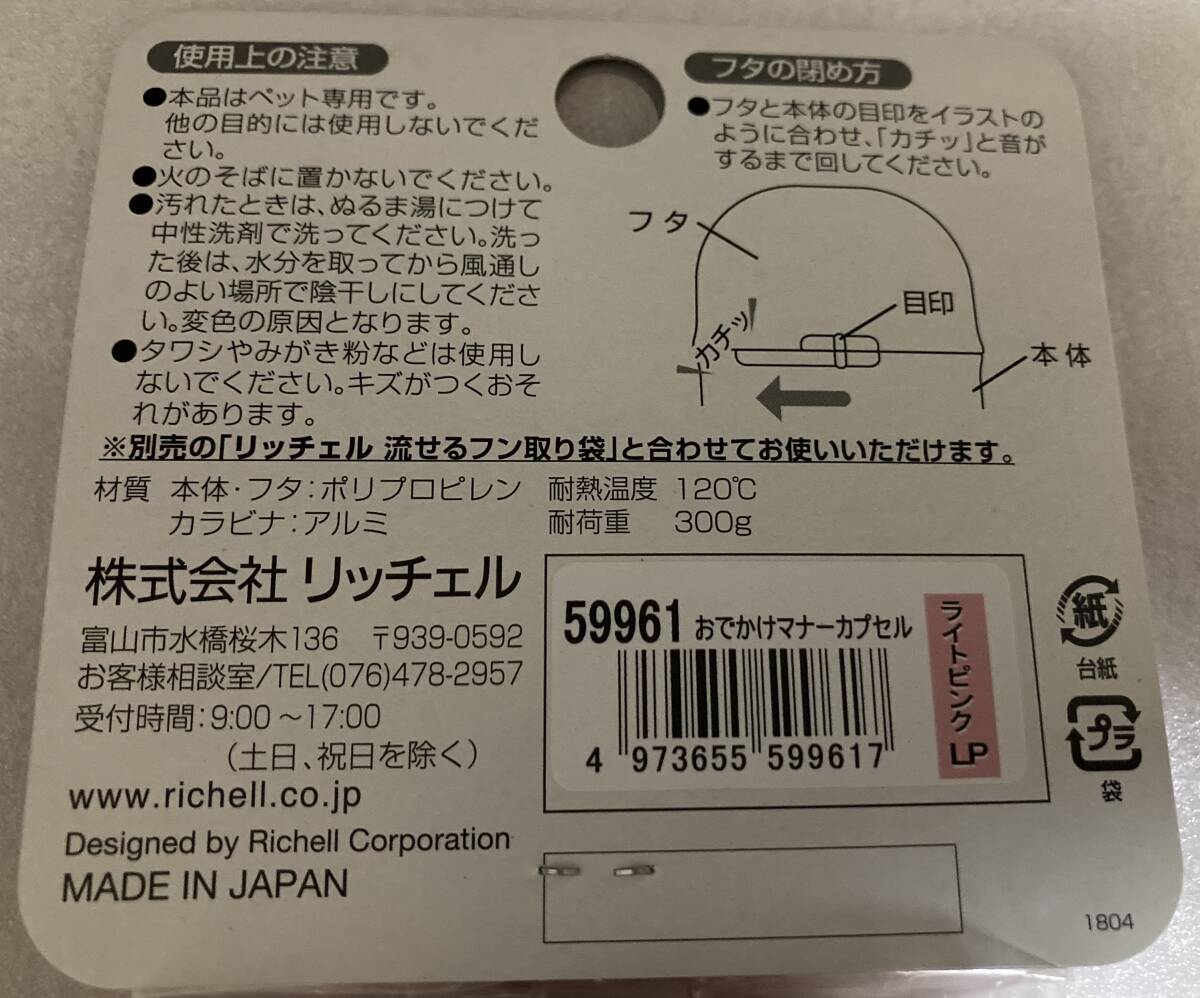 使用上の注意
●本品はペット専用です。
他の目的には使用しないでくだ
さい。
●火のそばに置かないでください。
●汚れたときは、ぬるま湯につけて
中性洗剤で洗ってください。洗っ
た後は、水分を取ってから風通し
のよい場所で陰干しにしてくださ
い。変色の原因となります。
●タワシやみがき粉などは使用し
ないでください。キズがつくおそ
れがあります。
フタの閉め方
●フタと本体の目印をイラストの
ように合わせ、「カチッ」と音が
するまで回してください。
フタ
目印
カチッ
本体
※別売の「リッチェル 流せるフン取り袋」と合わせてお使いいただけます。
材質 本体・フタ:ポリプロピレン 耐熱温度 120℃
カラビナ:アルミ 耐荷重 300g
株式会社 リッチェル
富山市水橋桜木136 〒939-0592
お客様相談室/TEL(076)478-2957
受付時間:9:00~17:00
(土日、祝日を除く)
www.richell.co.jp
Designed by Richell Corporation
MADE IN JAPAN
59961 おでかけマナーカプセル
4 973655 599617
ライトピンク
LP
紙
台紙
プラ
袋
1804